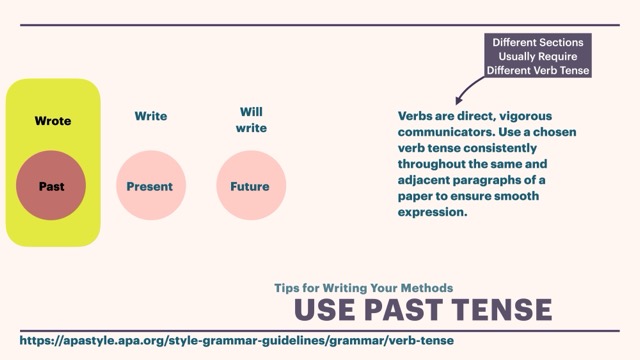 Different Sections
Usually Require
Different Verb Tense
Wrote
Write
Will
write
Past
Present
Future
Verbs are direct, vigorous
communicators. Use a chosen
verb tense consistently
throughout the same and
adjacent paragraphs of a
paper to ensure smooth
expression.
Tips for Writing Your Methods
USE PAST TENSE
https://apastyle.apa.org/style-grammar-guidelines/grammar/verb-tense